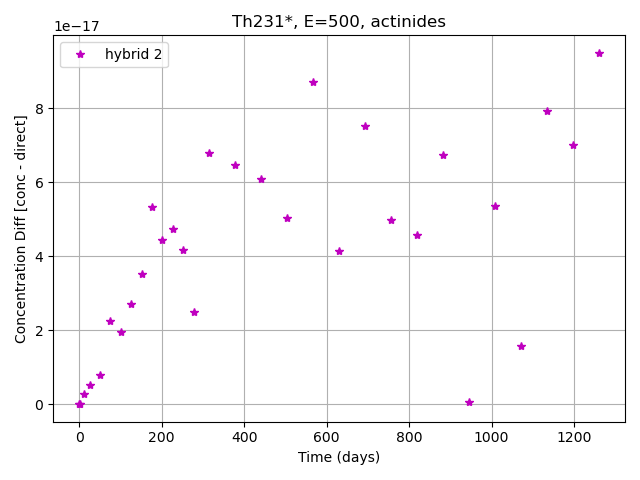 Th231*, E=500, actinides
1e−17
hybrid 2
8
6
4
2
0
Concentration Diff [conc - direct]
0 200 400 600 800 1000 1200
Time (days)